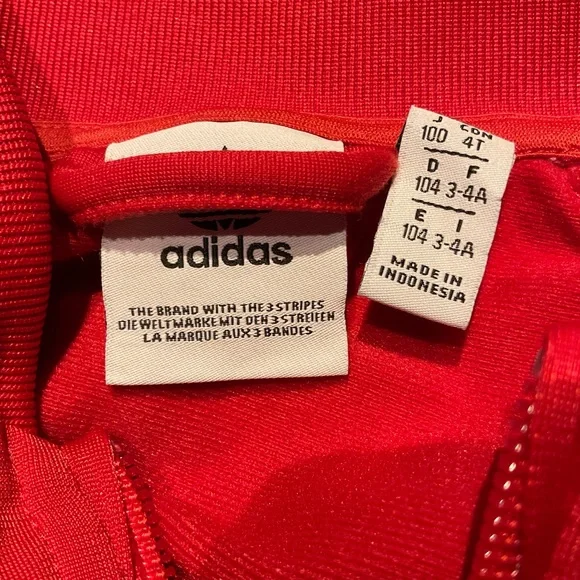 adidas
THE BRAND WITH THE 3 STRIPES
DIE WELTMARKE MIT DEN 3 STREIFEN
LA MARQUE AUX 3 BANDES
J CDN
100 4T
D F
104 3-4A
E I
104 3-4A
MADE IN
INDONESIA